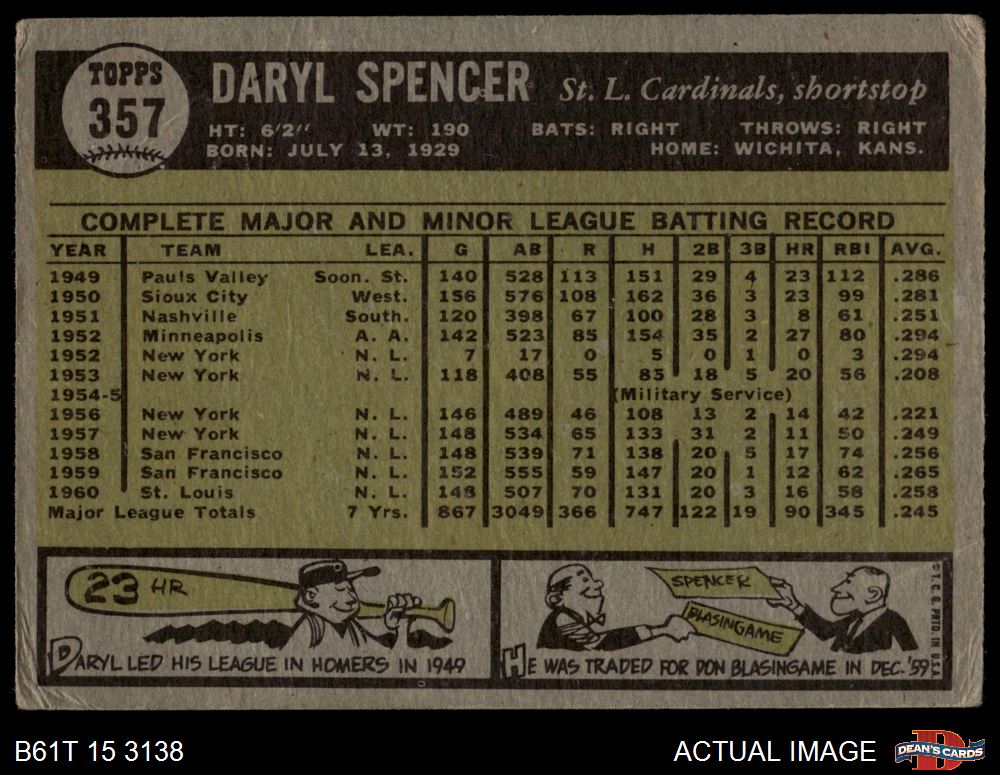 TOPPS
357
DARYL SPENCER St. L. Cardinals, shortstop
HT: 6'2" WT: 190 BATS: RIGHT THROWS: RIGHT
BORN: JULY 13, 1929 HOME: WICHITA, KANS.
COMPLETE MAJOR AND MINOR LEAGUE BATTING RECORD
YEAR TEAM LEA. G AB R H 2B 3B HR RBI AVG.
1949 Pauls Valley Soon. St. 140 528 113 151 29 4 23 112 .286
1950 Sioux City West. 156 576 108 162 36 3 23 99 .281
1951 Nashville South. 120 398 67 100 28 3 8 61 .251
1952 Minneapolis A. A. 142 523 85 154 35 2 27 80 .294
1952 New York N. L. 7 17 0 5 0 1 0 3 .294
1953 New York N. L. 118 408 55 85 18 5 20 56 .208
1954-5 (Military Service)
1956 New York N. L. 146 489 46 108 13 2 14 42 .221
1957 New York N. L. 148 534 65 133 31 2 11 50 .249
1958 San Francisco N. L. 148 539 71 138 20 5 17 74 .256
1959 San Francisco N. L. 152 555 59 147 20 1 12 62 .265
1960 St. Louis N. L. 148 507 70 131 20 3 16 58 .258
Major League Totals 7 Yrs. 867 3049 366 747 122 19 90 345 .245
23 HR
DARYL LED HIS LEAGUE IN HOMERS IN 1949
SPENCER
BLASINGAME
HE WAS TRADED FOR DON BLASINGAME IN DEC. '59
© T. C. G. PRTD. IN U.S.A.
B61T 15 3138
ACTUAL IMAGE
DEAN'S CARDS